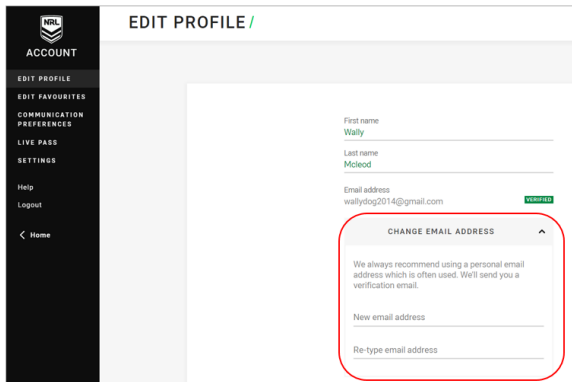 NRL
ACCOUNT
EDIT PROFILE
EDIT FAVOURITES
COMMUNICATION
PREFERENCES
LIVE PASS
SETTINGS
Help
Logout
< Home
EDIT PROFILE /
First name
Wally
Last name
Mcleod
Email address
wallydog2014@gmail.com VERIFIED
CHANGE EMAIL ADDRESS
We always recommend using a personal email
address which is often used. We'll send you a
verification email.
New email address
Re-type email address